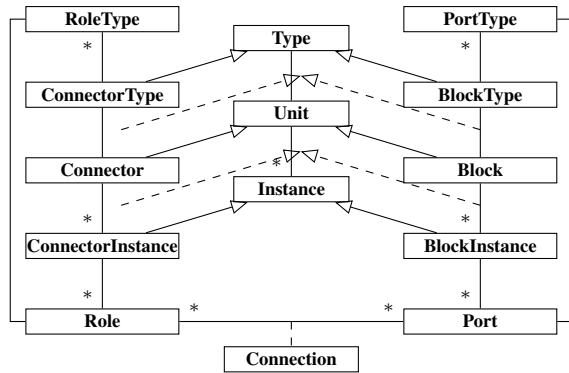 RoleType
PortType
*
Type
*
ConnectorType
BlockType
Unit
Connector
Block
*
Instance
*
*
ConnectorInstance
BlockInstance
*
*
*
*
Role
Port
Connection